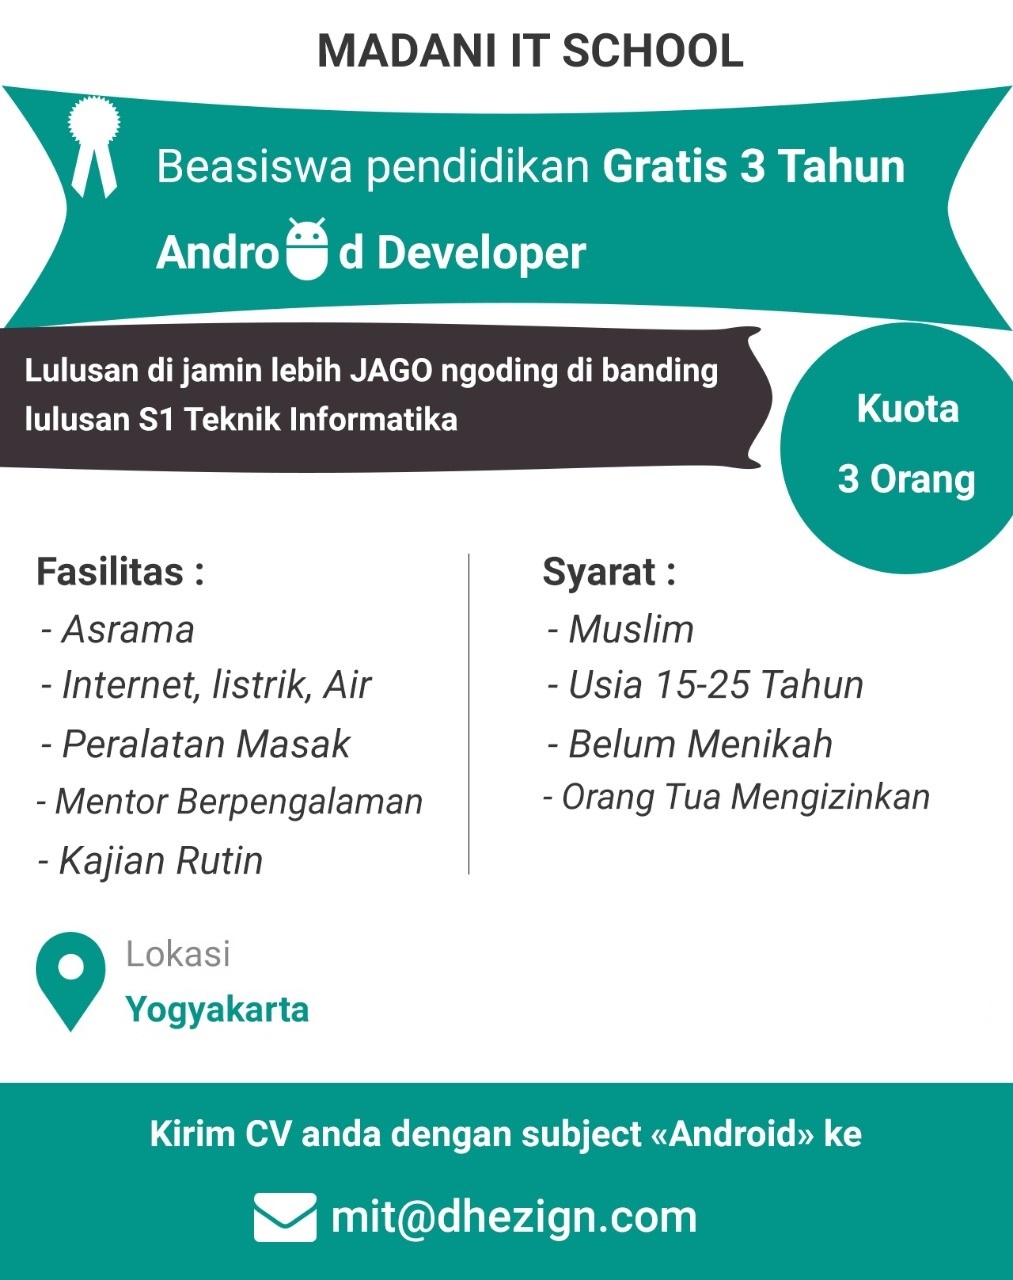 MADANI IT SCHOOL
Beasiswa pendidikan Gratis 3 Tahun
Android Developer
Lulusan di jamin lebih JAGO ngoding di banding
lulusan S1 Teknik Informatika
Kuota
3 Orang
Fasilitas :
- Asrama
- Internet, listrik, Air
- Peralatan Masak
- Mentor Berpengalaman
- Kajian Rutin
Syarat :
- Muslim
- Usia 15-25 Tahun
- Belum Menikah
- Orang Tua Mengizinkan
Lokasi
Yogyakarta
Kirim CV anda dengan subject «Android» ke
mit@dhezign.com